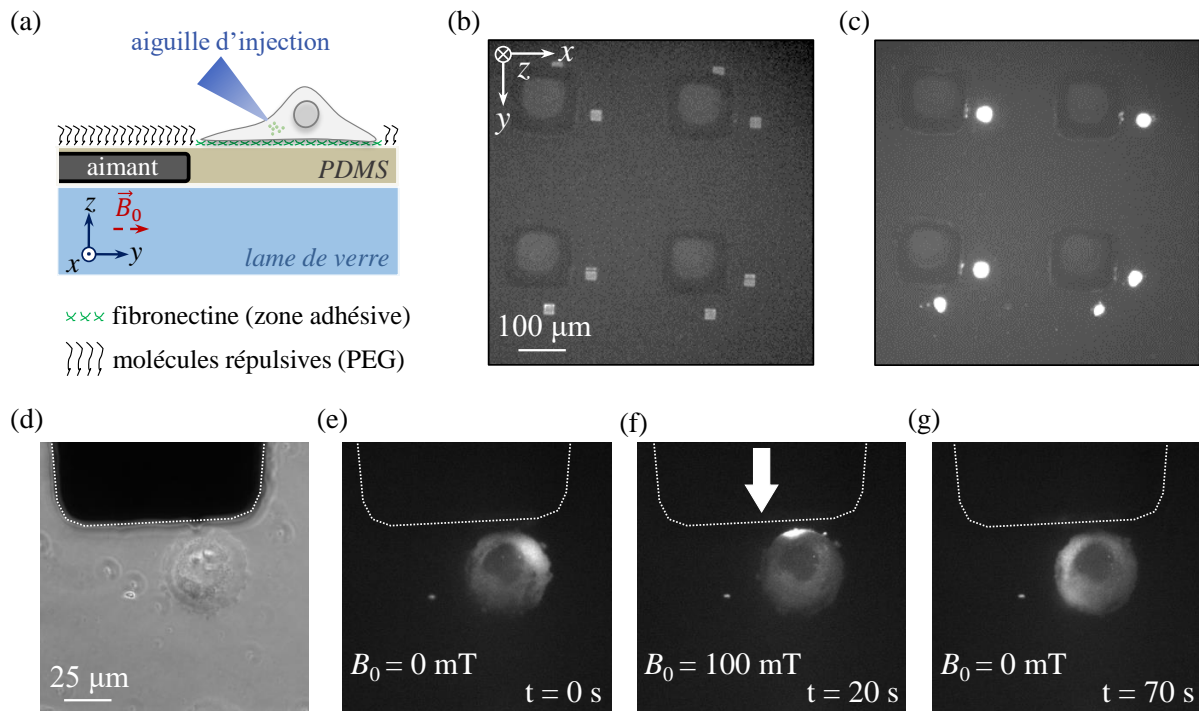 (a)
aiguille d’injection
aimant
PDMS
z
B⃗₀
x
y
lame de verre
fibronectine (zone adhésive)
molécules répulsives (PEG)
(b)
x
z
y
100 µm
(c)
(d)
25 µm
(e)
B₀ = 0 mT
t = 0 s
(f)
B₀ = 100 mT
t = 20 s
(g)
B₀ = 0 mT
t = 70 s